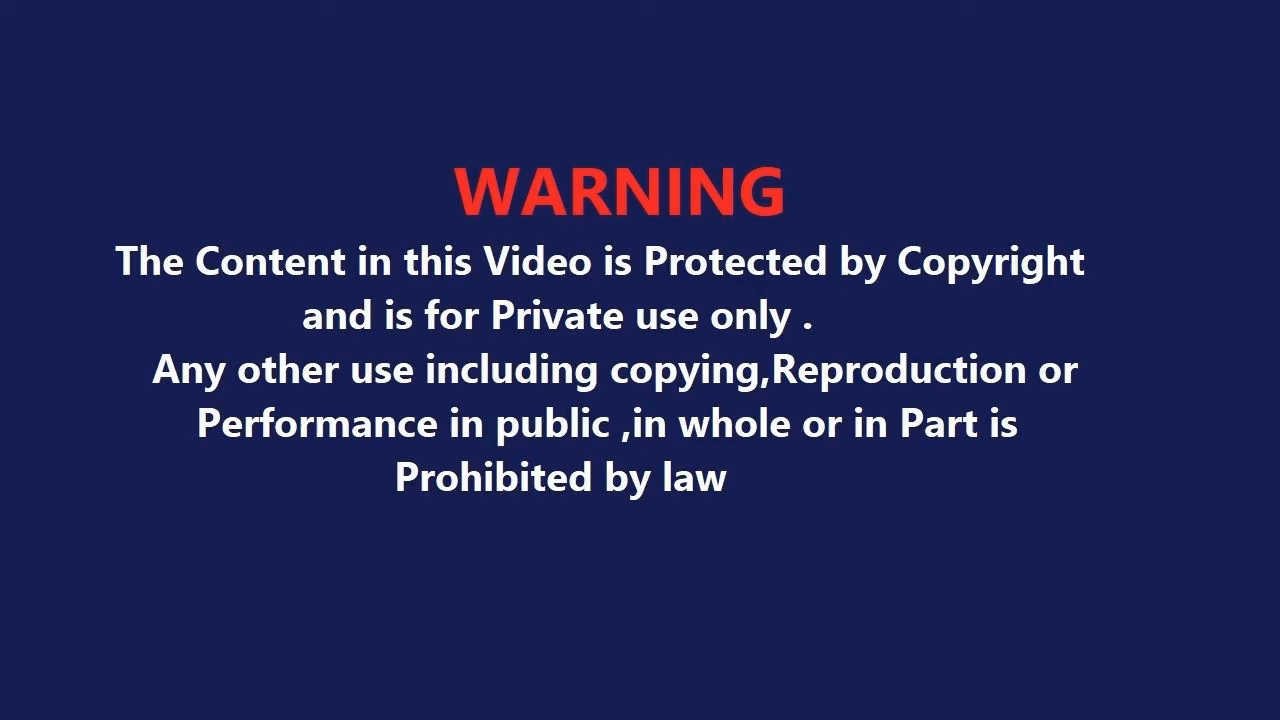 WARNING
The Content in this Video is Protected by Copyright
and is for Private use only .
Any other use including copying,Reproduction or
Performance in public ,in whole or in Part is
Prohibited by law